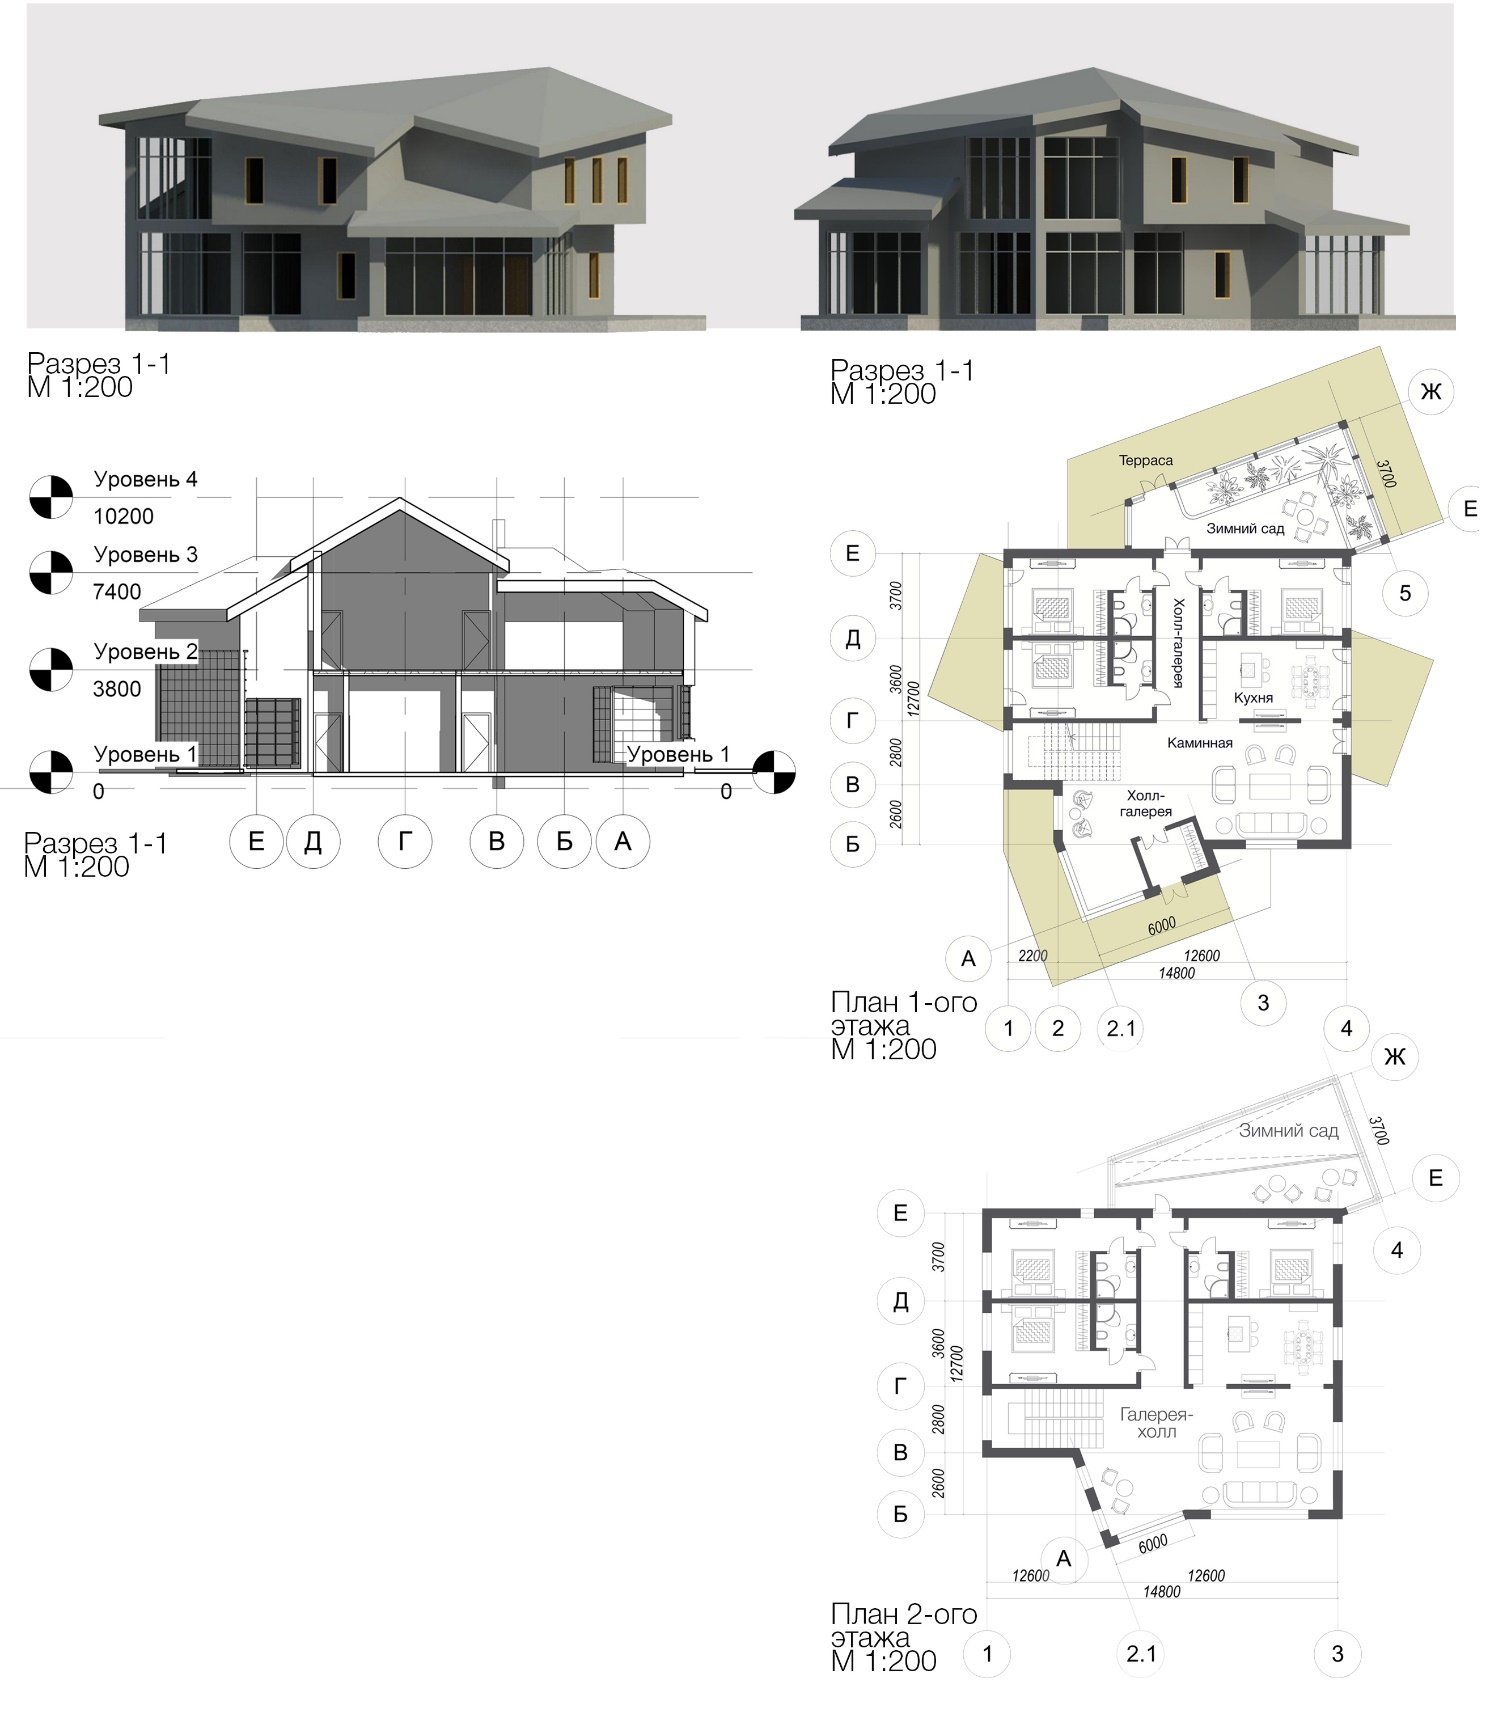 Разрез 1-1
М 1:200
Разрез 1-1
М 1:200
Уровень 4
10200
Уровень 3
7400
Уровень 2
3800
Уровень 1
0
Уровень 1
0
Е
Д
Г
В
Б
А
Разрез 1-1
М 1:200
Ж
Терраса
3700
Е
Зимний сад
Е
5
3700
Холл-галерея
Д
3600
12700
Кухня
Г
Каминная
2800
В
Холл-
галерея
2600
Б
6000
А
2200
12600
14800
План 1-ого
этажа
М 1:200
1
2
2.1
3
4
Ж
Зимний сад
3700
Е
Е
4
3700
Д
3600
12700
Г
Галерея-
холл
2800
В
2600
Б
6000
А
12600
12600
14800
План 2-ого
этажа
М 1:200
1
2.1
3